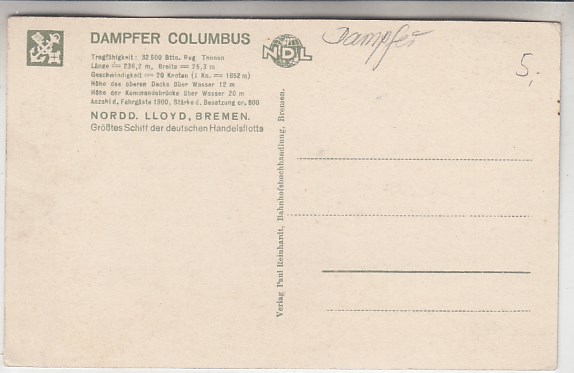 DAMPFER COLUMBUS
Tragfähigkeit: 32 500 Btto. Reg. Tonnen
Länge = 236,2 m, Breite = 25,3 m
Geschwindigkeit = 20 Knoten (1 Kn. = 1852 m)
Höhe des oberen Decks über Wasser 12 m
Höhe der Kommandobrücke über Wasser 20 m
Anzahl d. Fahrgäste 1900, Stärke d. Besatzung cr. 800
NORDD. LLOYD, BREMEN.
Größtes Schiff der deutschen Handelsflotte
NDL
Dampfer
5,-
Verlag Paul Reinhardt, Bahnhofsbuchhandlung, Bremen.